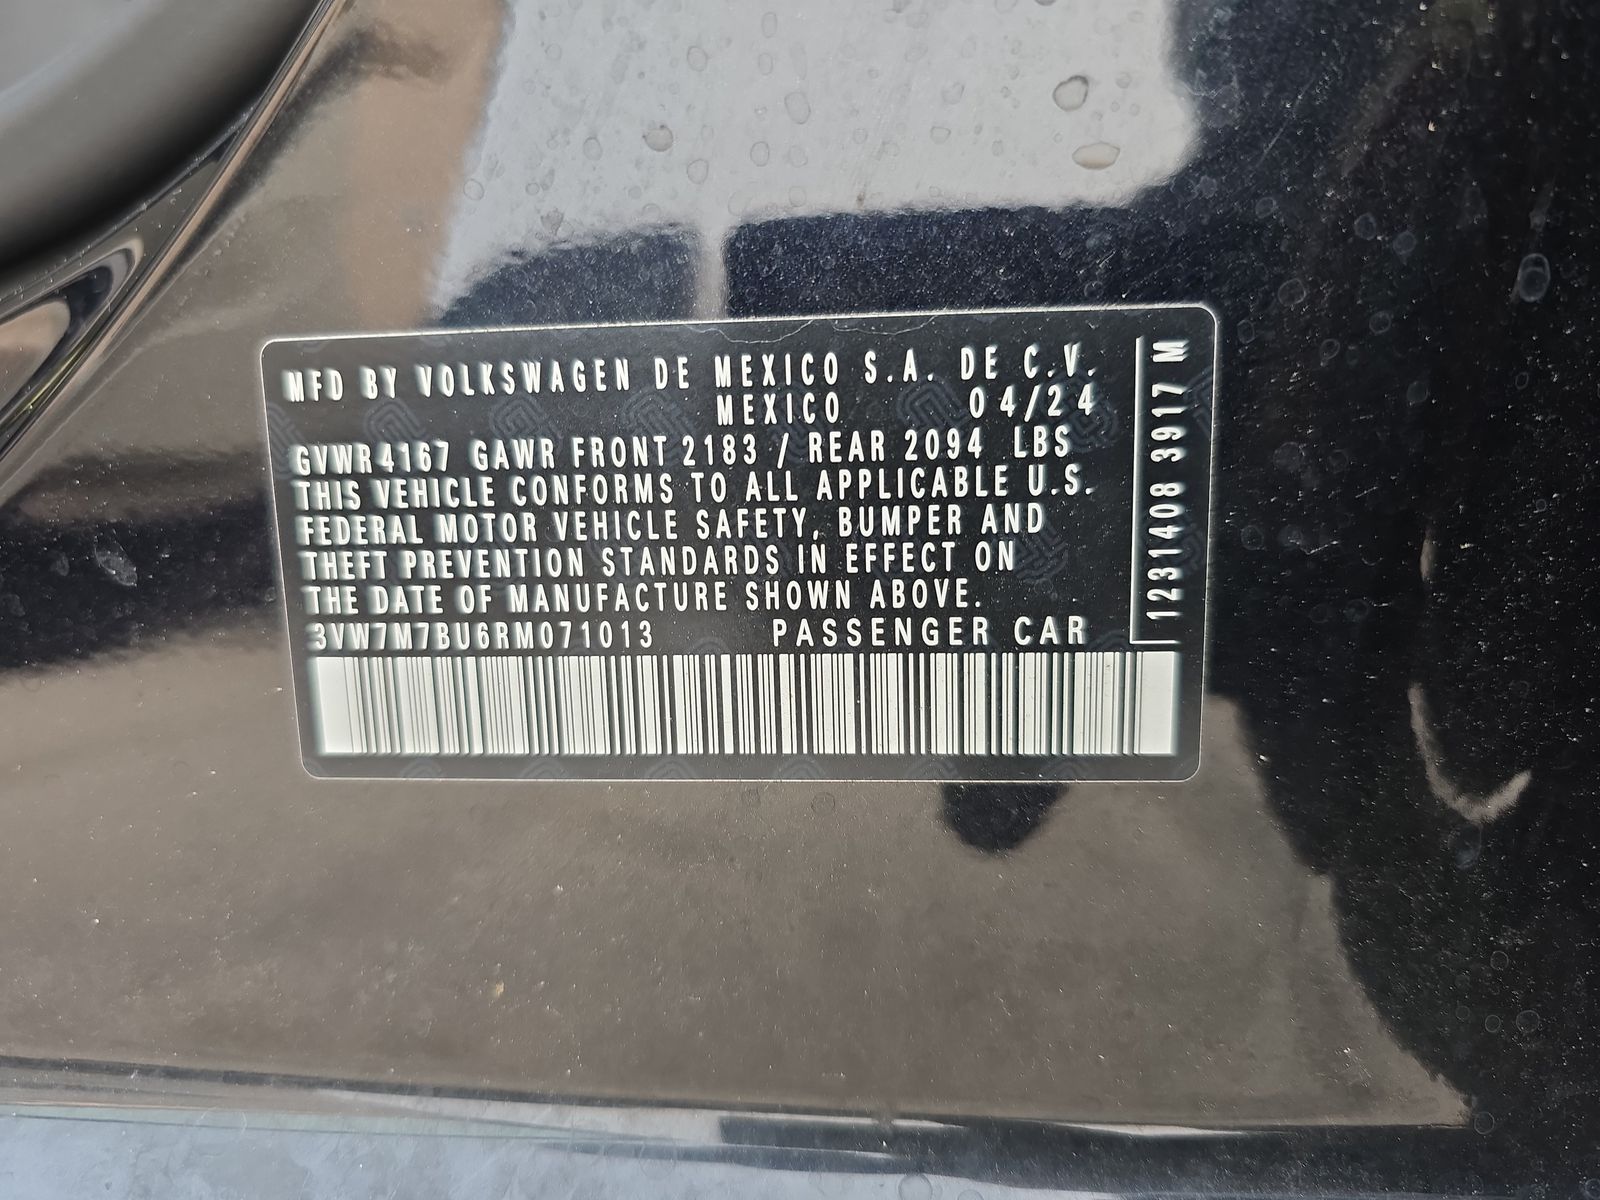 MFD BY VOLKSWAGEN DE MEXICO S.A. DE C.V.
MEXICO 04/24
GVWR 4167 GAWR FRONT 2183 / REAR 2094 LBS
THIS VEHICLE CONFORMS TO ALL APPLICABLE U.S.
FEDERAL MOTOR VEHICLE SAFETY, BUMPER AND
THEFT PREVENTION STANDARDS IN EFFECT ON
THE DATE OF MANUFACTURE SHOWN ABOVE.
3VW7M7BU6RM071013 PASSENGER CAR
1231408 3917 M